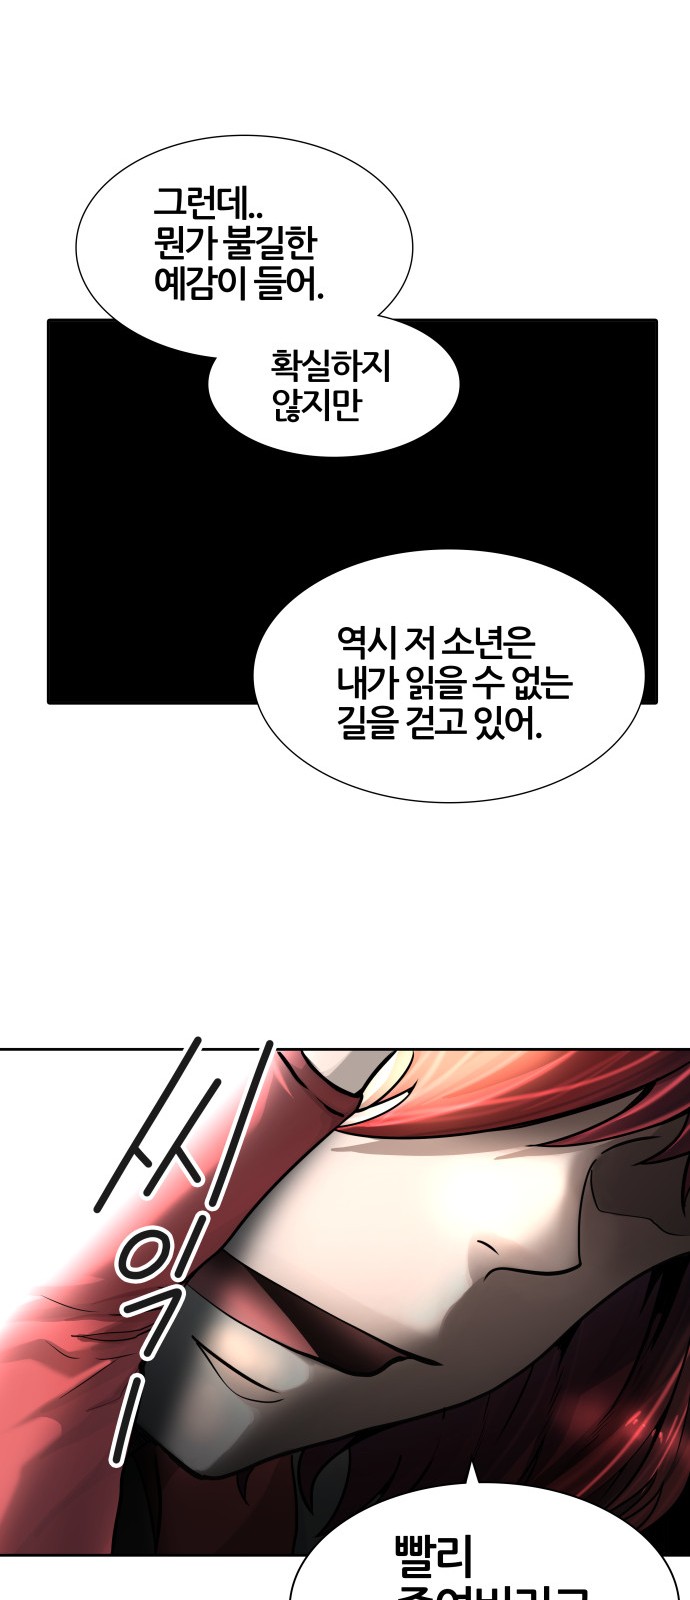 그런데..
뭔가 불길한
예감이 들어.
확실하지
않지만
역시 저 소년은
내가 읽을 수 없는
길을 걷고 있어.
씨익
빨리